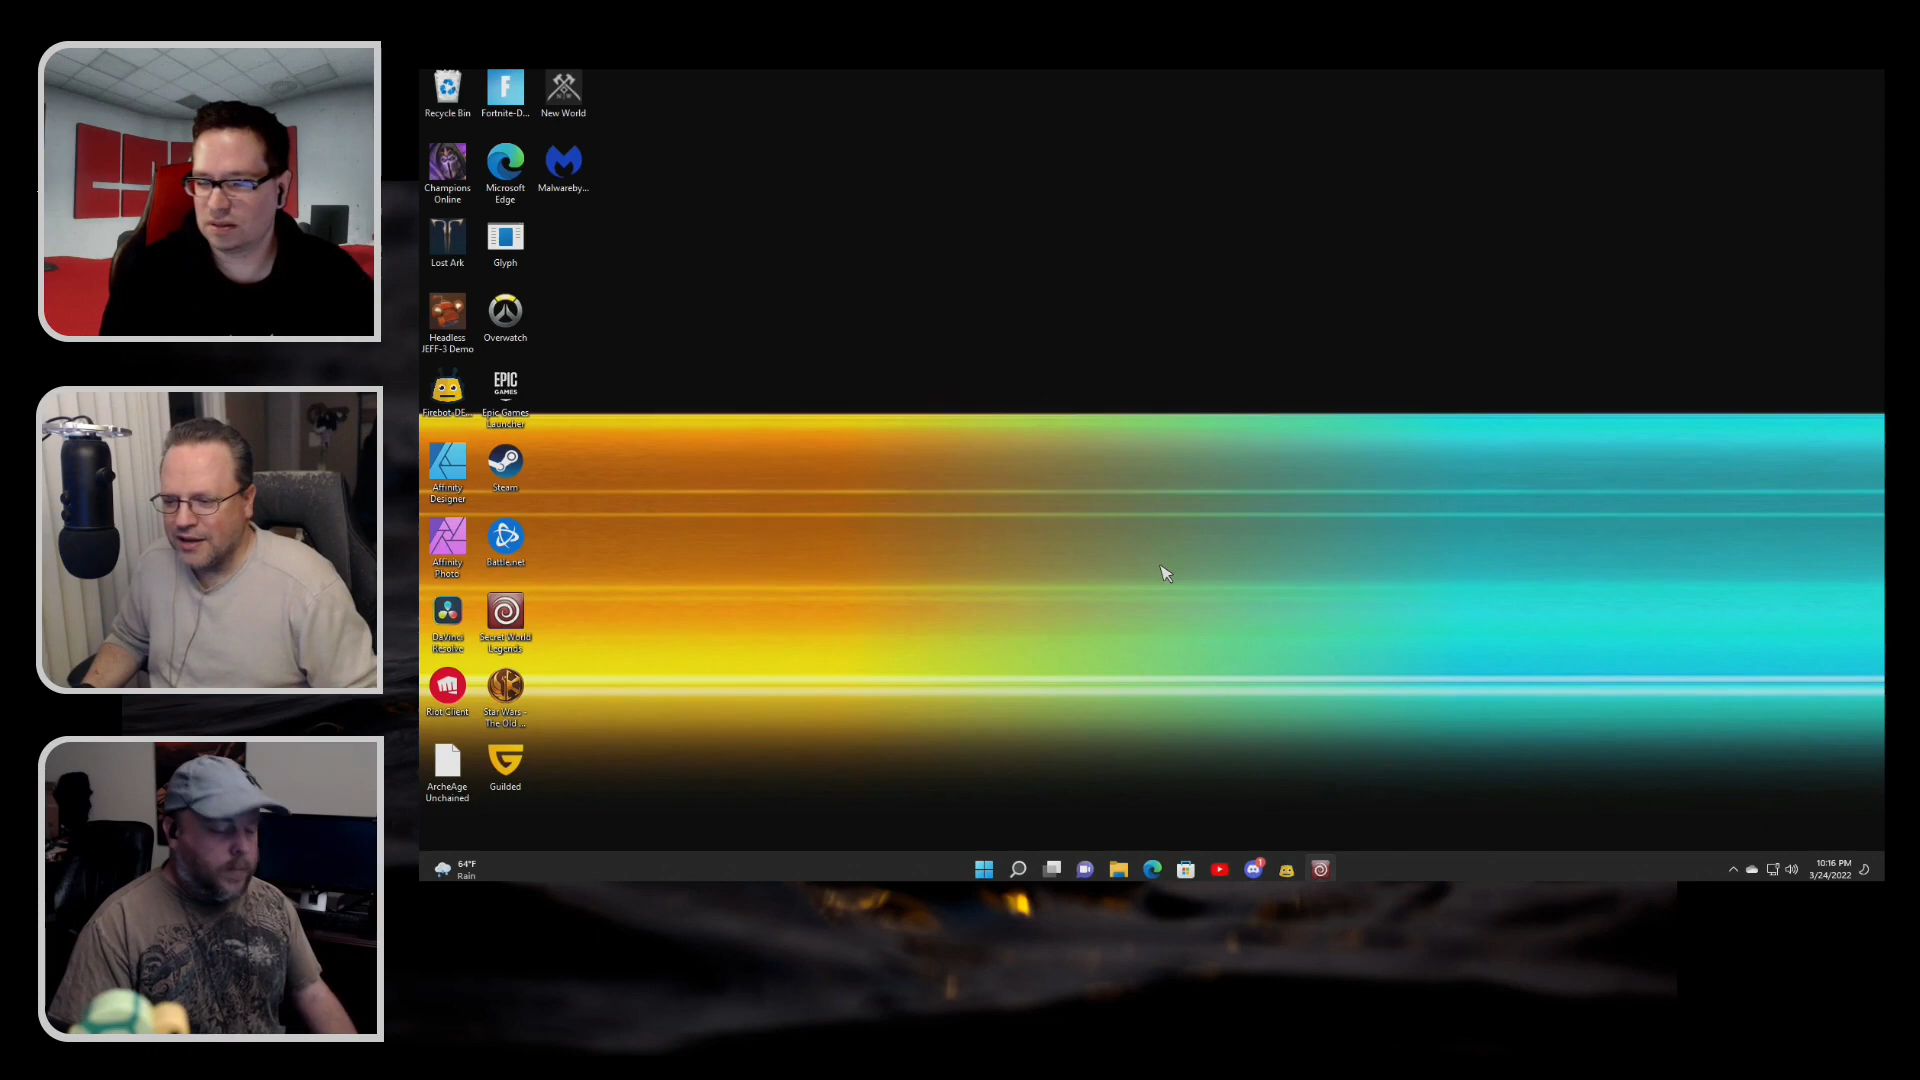 Recycle Bin
Fortnite-D...
New World
Champions
Online
Microsoft
Edge
Malwareby...
Lost Ark
Glyph
Headless
JEFF-3 Demo
Overwatch
Firebot-DE...
EPIC
GAMES
Epic Games
Launcher
Affinity
Designer
Steam
Affinity
Photo
Battle.net
DaVinci
Resolve
Secret World
Legends
Riot Client
Star Wars -
The Old ...
ArcheAge
Unchained
Guilded
64°F
Rain
1
10:16 PM
3/24/2022